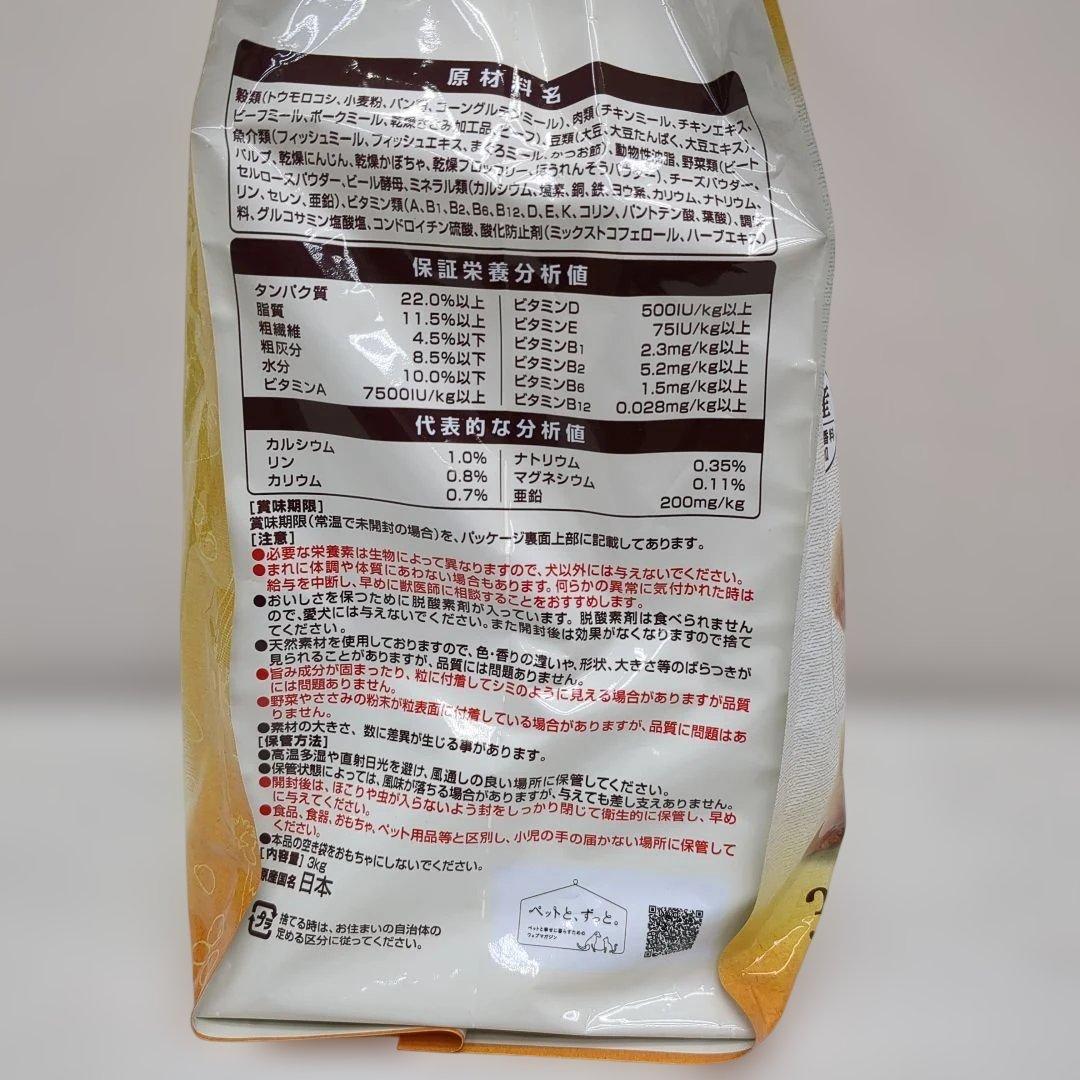 原材料名
穀類(トウモロコシ、小麦粉、パン粉、コーングルテンミール)、肉類(チキンミール、チキンエキス、
ビーフミール、ポークミール、乾燥ささみ加工品、ビーフ)、豆類(大豆、大豆たんぱく、大豆エキス)、
魚介類(フィッシュミール、フィッシュエキス、まぐろミール、かつお節)、動物性油脂、野菜類(ビート
パルプ、乾燥にんじん、乾燥かぼちゃ、乾燥ブロッコリー、ほうれんそうパウダー)、チーズパウダー、
セルロースパウダー、ビール酵母、ミネラル類(カルシウム、塩素、銅、鉄、ヨウ素、カリウム、ナトリウム、
リン、セレン、亜鉛)、ビタミン類(A、B1、B2、B6、B12、D、E、K、コリン、パントテン酸、葉酸)、調味
料、グルコサミン塩酸塩、コンドロイチン硫酸、酸化防止剤(ミックストコフェロール、ハーブエキス)
保証栄養分析値
タンパク質 22.0%以上 ビタミンD 500IU/kg以上
脂質 11.5%以上 ビタミンE 75IU/kg以上
粗繊維 4.5%以下 ビタミンB1 2.3mg/kg以上
粗灰分 8.5%以下 ビタミンB2 5.2mg/kg以上
水分 10.0%以下 ビタミンB6 1.5mg/kg以上
ビタミンA 7500IU/kg以上 ビタミンB12 0.028mg/kg以上
代表的な分析値
カルシウム 1.0% ナトリウム 0.35%
リン 0.8% マグネシウム 0.11%
カリウム 0.7% 亜鉛 200mg/kg
[賞味期限]
賞味期限(常温で未開封の場合)を、パッケージ裏面上部に記載してあります。
[注意]
●必要な栄養素は生物によって異なりますので、犬以外には与えないでください。
●まれに体調や体質にあわない場合もあります。何らかの異常に気付かれた時は
給与を中断し、早めに獣医師に相談することをおすすめします。
●おいしさを保つために脱酸素剤が入っています。脱酸素剤は食べられません
ので、愛犬には与えないでください。また開封後は効果がなくなりますので捨て
てください。
●天然素材を使用しておりますので、色・香りの違いや、形状、大きさ等のばらつきが
見られることがありますが、品質には問題ありません。
●旨み成分が固まったり、粒に付着してシミのように見える場合がありますが品質
には問題ありません。
●野菜やささみの粉末が粒表面に付着している場合がありますが、品質に問題はあ
りません。
●素材の大きさ、数に差異が生じる事があります。
[保管方法]
●高温多湿や直射日光を避け、風通しの良い場所に保管してください。
●保管状態によっては、風味が落ちる場合がありますが、与えても差し支えありません。
●開封後は、ほこりや虫が入らないよう封をしっかり閉じて衛生的に保管し、早め
に与えてください。
●食品、食器、おもちゃ、ペット用品等と区別し、小児の手の届かない場所に保管して
ください。
●本品の空き袋をおもちゃにしないでください。
[内容量] 3kg
原産国名 日本
プラ 捨てる時は、お住まいの自治体の
定める区分に従ってください。
ペットと、ずっと。
ペットと幸せに暮らすための
ウェブマガジン